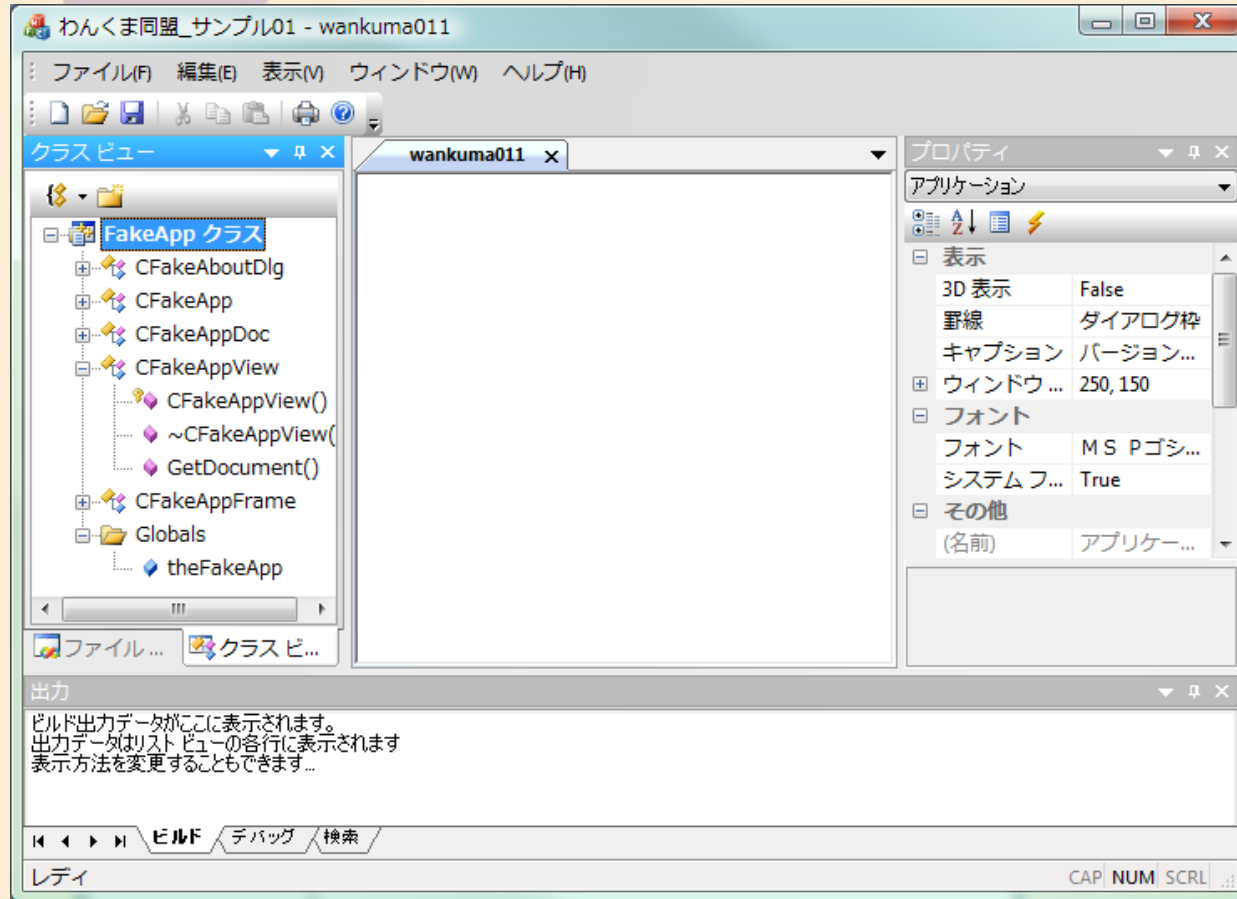 わんくま同盟_サンプル01 - wankuma011
ファイル(F) 編集(E) 表示(V) ウィンドウ(W) ヘルプ(H)
クラス ビュー
FakeApp クラス
CFakeAboutDlg
CFakeApp
CFakeAppDoc
CFakeAppView
CFakeAppView()
~CFakeAppView(
GetDocument()
CFakeAppFrame
Globals
theFakeApp
ファイル ...
クラス ビ...
wankuma011
プロパティ
アプリケーション
表示
3D 表示 False
罫線 ダイアログ枠
キャプション バージョン...
ウィンドウ ... 250, 150
フォント
フォント ＭＳ Ｐゴシ...
システム フ... True
その他
(名前) アプリケー...
出力
ビルド出力データがここに表示されます。
出力データはリスト ビューの各行に表示されます
表示方法を変更することもできます...
ビルド デバッグ 検索
レディ
CAP NUM SCRL